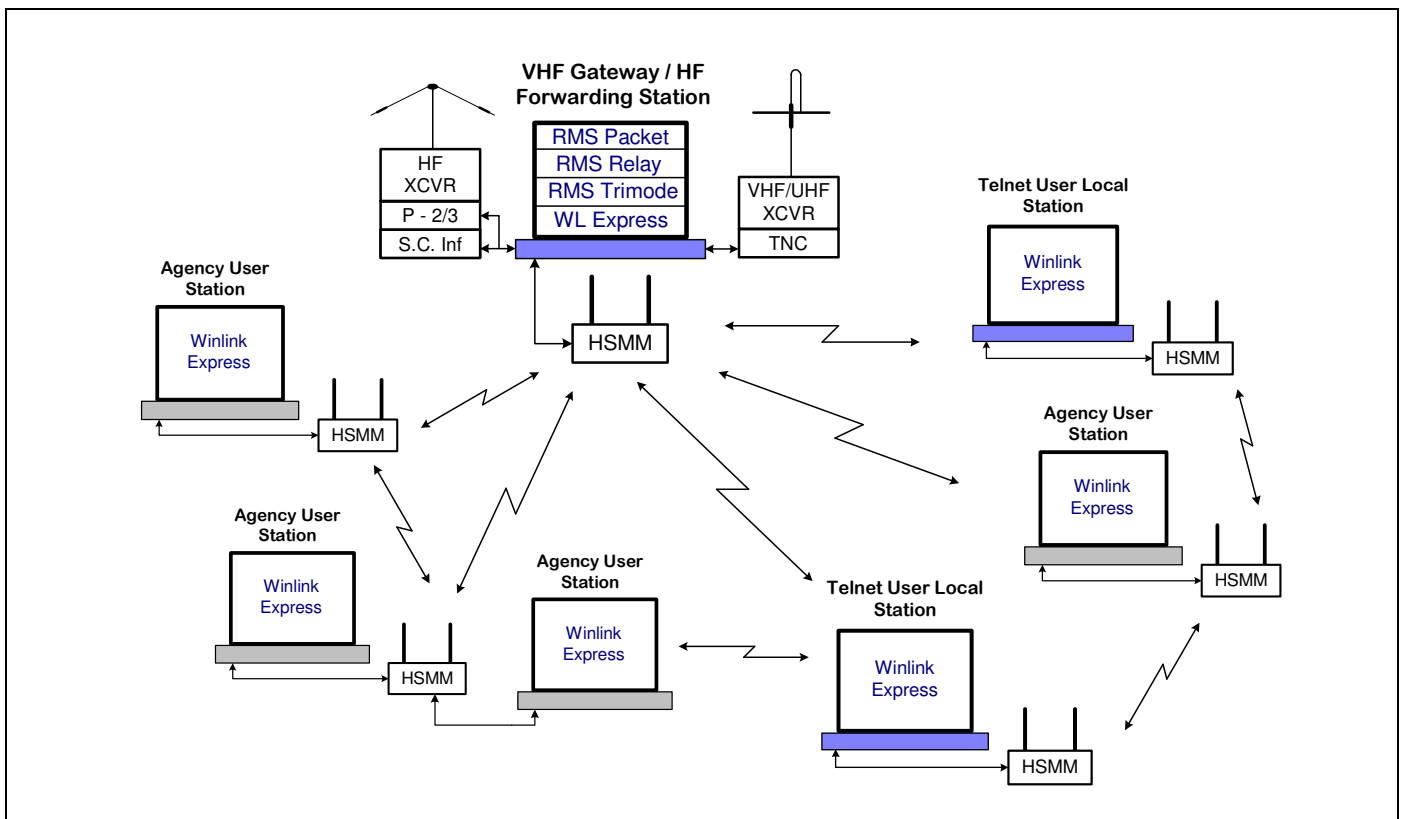 VHF Gateway / HF
Forwarding Station
RMS Packet
RMS Relay
RMS Trimode
WL Express
HF
XCVR
P - 2/3
S.C. Inf
VHF/UHF
XCVR
TNC
HSMM
Telnet User Local
Station
Winlink
Express
HSMM
Agency User
Station
Winlink
Express
HSMM
Agency User
Station
Winlink
Express
HSMM
Agency User
Station
Winlink
Express
HSMM
Agency User
Station
Winlink
Express
Telnet User Local
Station
Winlink
Express
HSMM